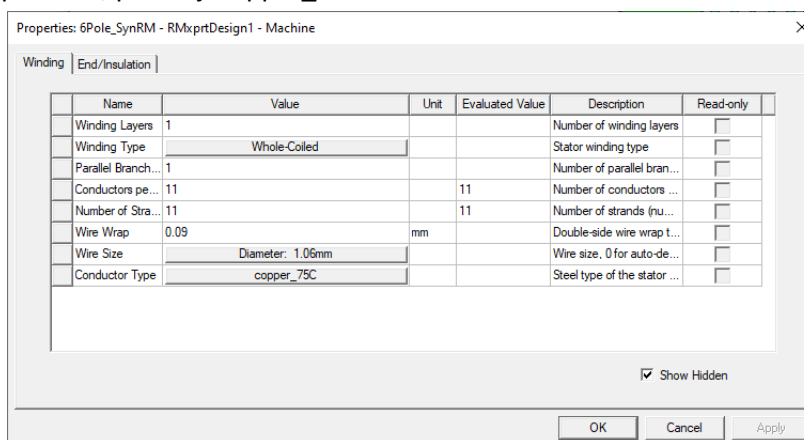 Properties: 6Pole_SynRM - RMxprtDesign1 - Machine
Winding End/Insulation
Name Value Unit Evaluated Value Description Read-only
Winding Layers 1 Number of winding layers
Winding Type Whole-Coiled Stator winding type
Parallel Branch... 1 Number of parallel bran...
Conductors pe... 11 11 Number of conductors ...
Number of Stra... 11 11 Number of strands (nu...
Wire Wrap 0.09 mm Double-side wire wrap t...
Wire Size Diameter: 1.06mm Wire size, 0 for auto-de...
Conductor Type copper_75C Steel type of the stator ...
Show Hidden
OK Cancel Apply